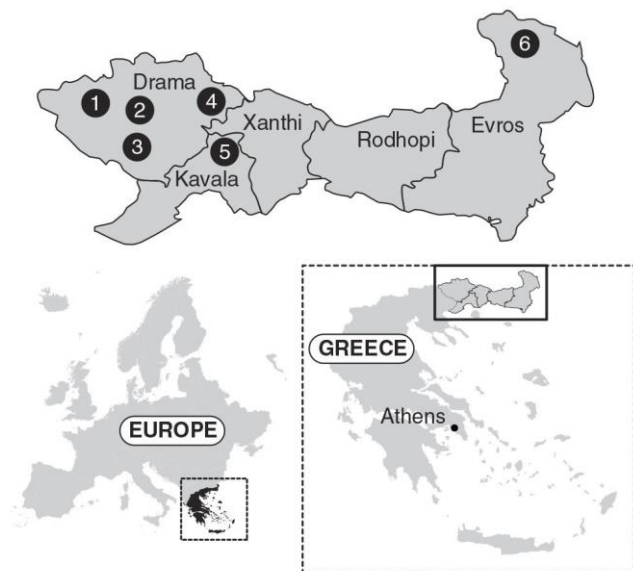 6
Drama
1
2
4
Xanthi
3
5
Rodhopi
Evros
Kavala
GREECE
Athens
EUROPE